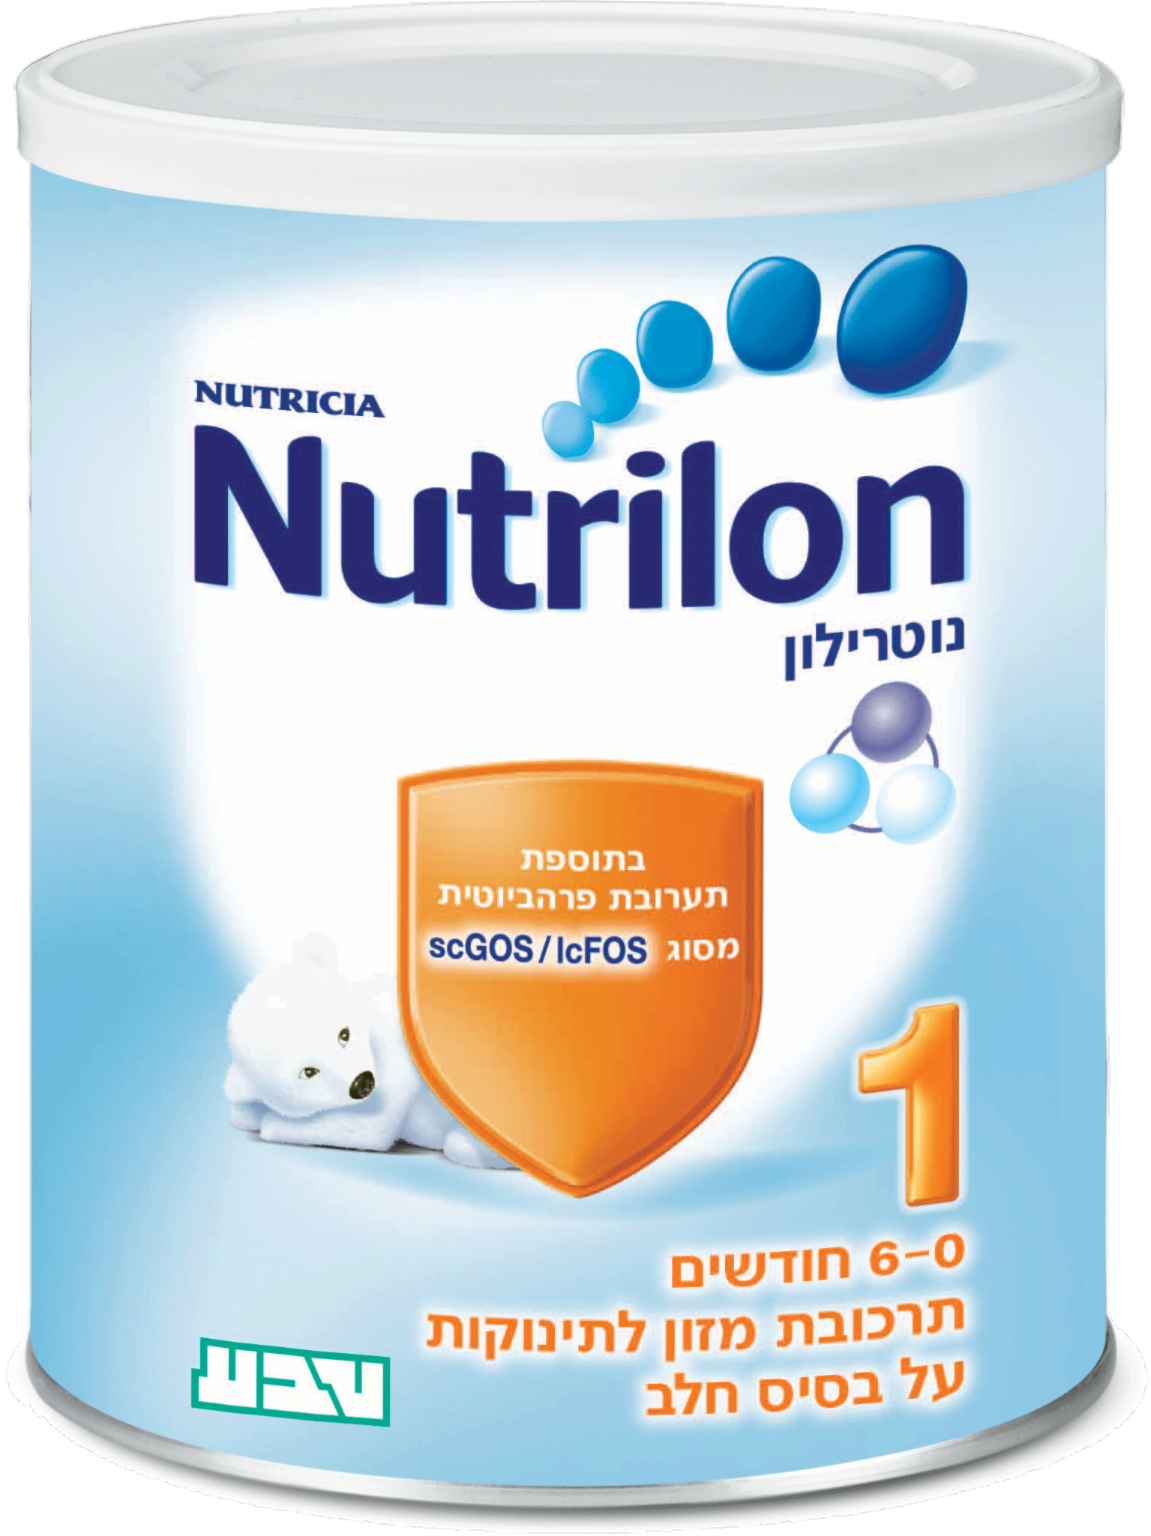 NUTRICIA
Nutrilon
נוטרילון
בתוספת
תערובת פרהביוטית
מסוג scGOS/lcFOS
1
0-6 חודשים
תרכובת מזון לתינוקות
על בסיס חלב
טבע